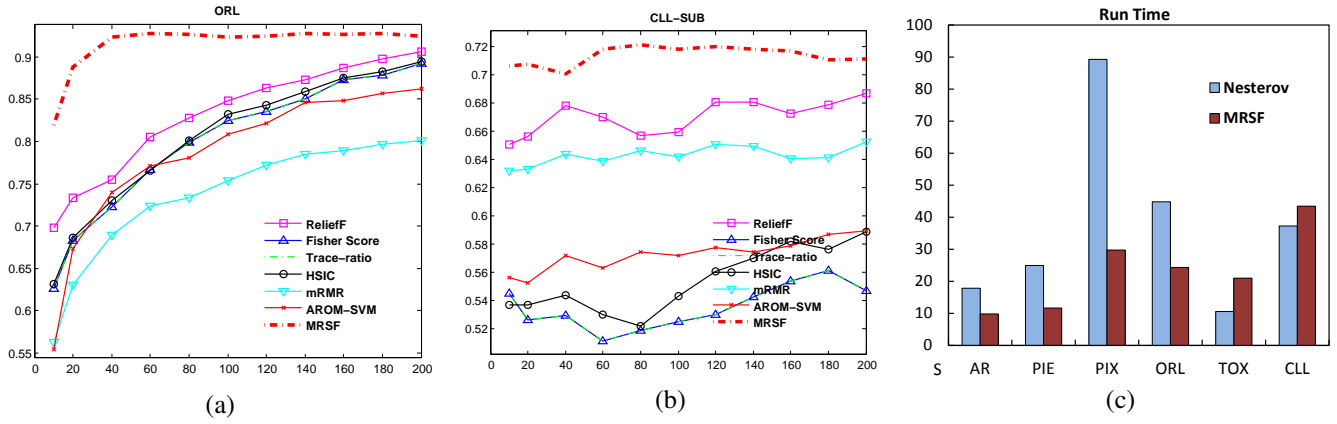 ORL
0.9
0.85
0.8
0.75
0.7
0.65
0.6
0.55
0 20 40 60 80 100 120 140 160 180 200
ReliefF
Fisher Score
Trace-ratio
HSIC
mRMR
AROM-SVM
MRSF
(a)
CLL-SUB
0.72
0.7
0.68
0.66
0.64
0.62
0.6
0.58
0.56
0.54
0.52
0 20 40 60 80 100 120 140 160 180 200
ReliefF
Fisher Score
Trace-ratio
HSIC
mRMR
AROM-SVM
MRSF
(b)
Run Time
100
90
80
70
60
50
40
30
20
10
0
Nesterov
MRSF
S AR PIE PIX ORL TOX CLL
(c)